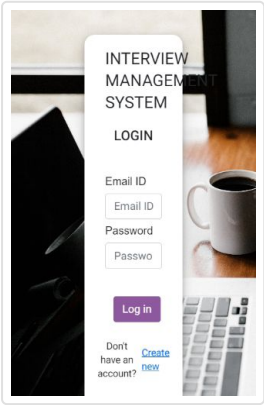 INTERVIEW
MANAGEMENT
SYSTEM
LOGIN
Email ID
Email ID
Password
Passwo
Log in
Don't
have an
account?
Create
new